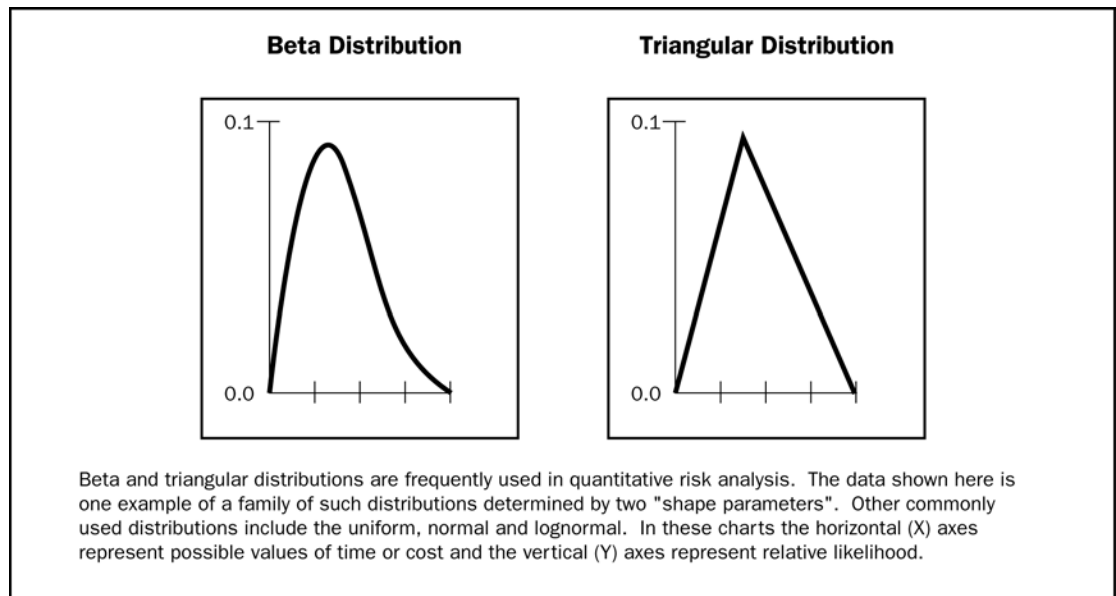 Beta Distribution
Triangular Distribution
0.1
0.0
0.1
0.0
Beta and triangular distributions are frequently used in quantitative risk analysis. The data shown here is
one example of a family of such distributions determined by two "shape parameters". Other commonly
used distributions include the uniform, normal and lognormal. In these charts the horizontal (X) axes
represent possible values of time or cost and the vertical (Y) axes represent relative likelihood.